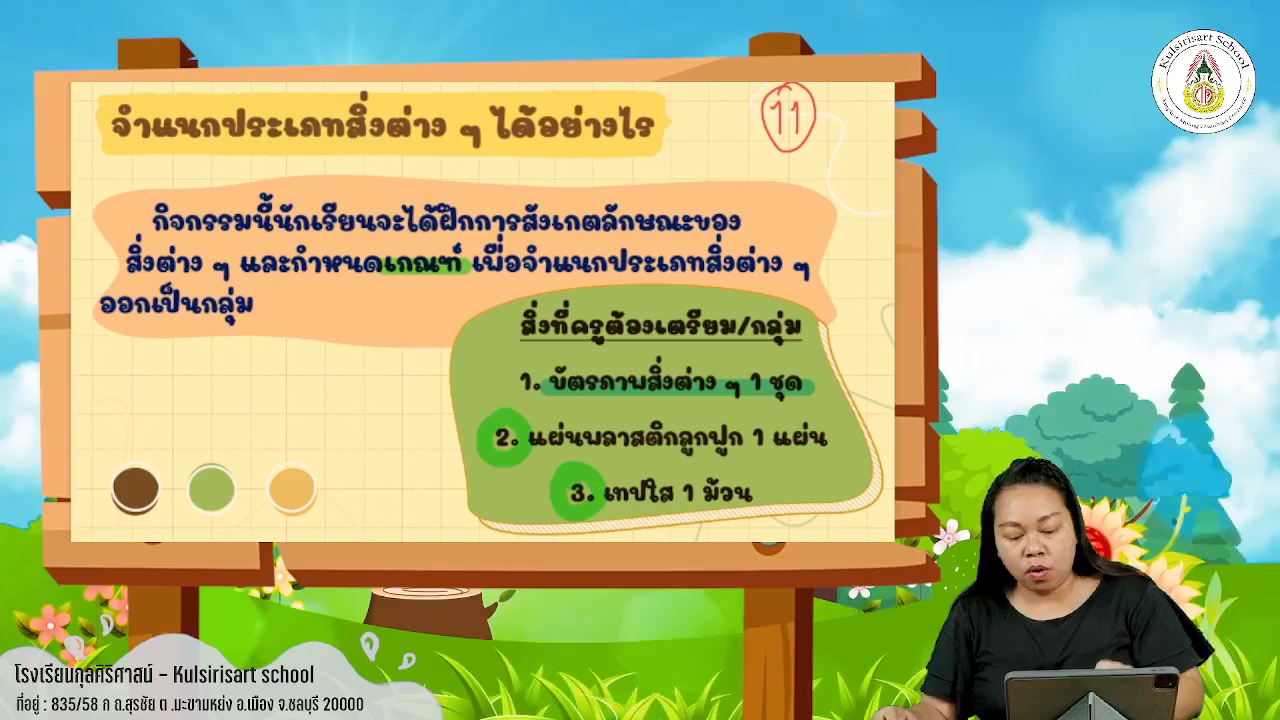 จำแนกประเภทสิ่งต่าง ๆ ได้อย่างไร
11
กิจกรรมนี้นักเรียนจะได้ฝึกการสังเกตลักษณะของ
สิ่งต่าง ๆ และกำหนดเกณฑ์ เพื่อจำแนกประเภทสิ่งต่าง ๆ
ออกเป็นกลุ่ม
สิ่งที่ครูต้องเตรียม/กลุ่ม
1. บัตรภาพสิ่งต่าง ๆ 1 ชุด
2. แผ่นพลาสติกลูกฟูก 1 แผ่น
3. เทปใส 1 ม้วน
Kulsirisart School
โรงเรียนกุลศิริศาสน์ - Kulsirisart school
ที่อยู่ : 835/58 ก ถ.สุรชัย ต .มะขามหย่ง อ.เมือง จ.ชลบุรี 20000